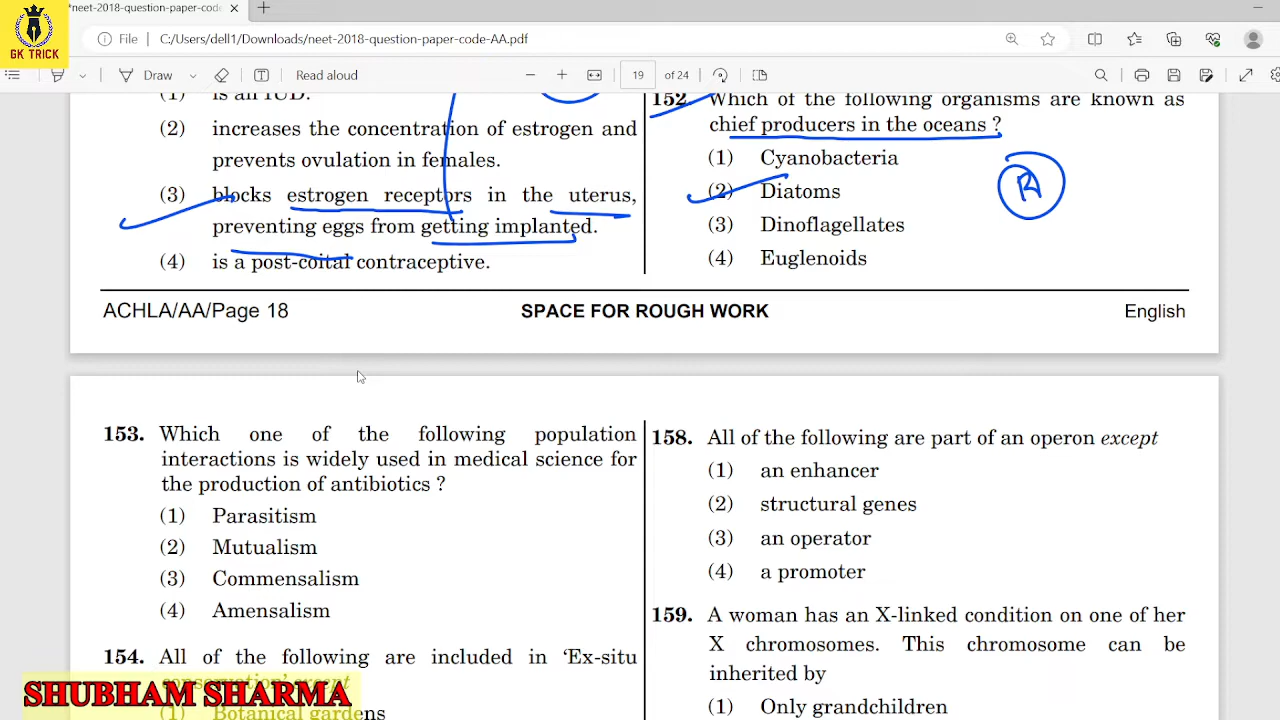 *neet-2018-question-paper-code-
GK TRICK
File
C:/Users/dell1/Downloads/neet-2018-question-paper-code-AA.pdf
Draw
Read aloud
19
of 24
(1) is an IUD.
(2) increases the concentration of estrogen and
prevents ovulation in females.
(3) blocks estrogen receptors in the uterus,
preventing eggs from getting implanted.
(4) is a post-coital contraceptive.
152. Which of the following organisms are known as
chief producers in the oceans ?
(1) Cyanobacteria
(2) Diatoms
(3) Dinoflagellates
(4) Euglenoids
ACHLA/AA/Page 18
SPACE FOR ROUGH WORK
English
153. Which one of the following population
interactions is widely used in medical science for
the production of antibiotics ?
(1) Parasitism
(2) Mutualism
(3) Commensalism
(4) Amensalism
154. All of the following are included in ‘Ex-situ
conservation’ except
(1) Botanical gardens
158. All of the following are part of an operon except
(1) an enhancer
(2) structural genes
(3) an operator
(4) a promoter
159. A woman has an X-linked condition on one of her
X chromosomes. This chromosome can be
inherited by
(1) Only grandchildren
SHUBHAM SHARMA